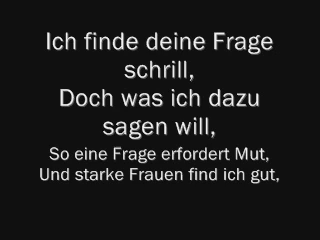 Ich finde deine Frage
schrill,
Doch was ich dazu
sagen will,
So eine Frage erfordert Mut,
Und starke Frauen find ich gut,